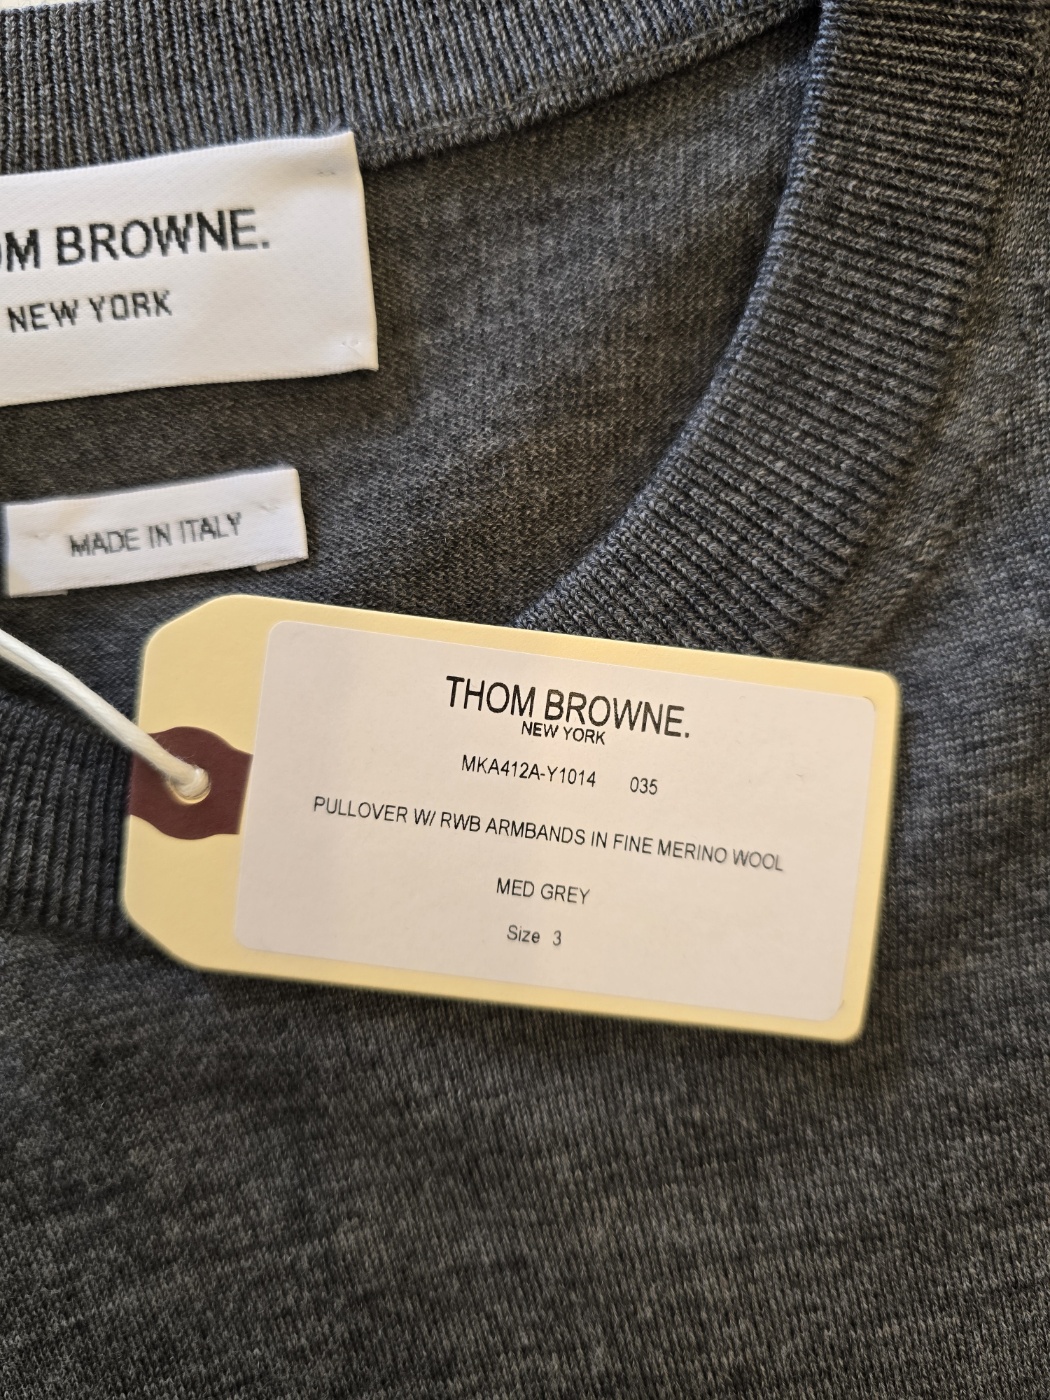 OM BROWNE.
NEW YORK
MADE IN ITALY
THOM BROWNE.
NEW YORK
MKA412A-Y1014 035
PULLOVER W/ RWB ARMBANDS IN FINE MERINO WOOL
MED GREY
Size 3